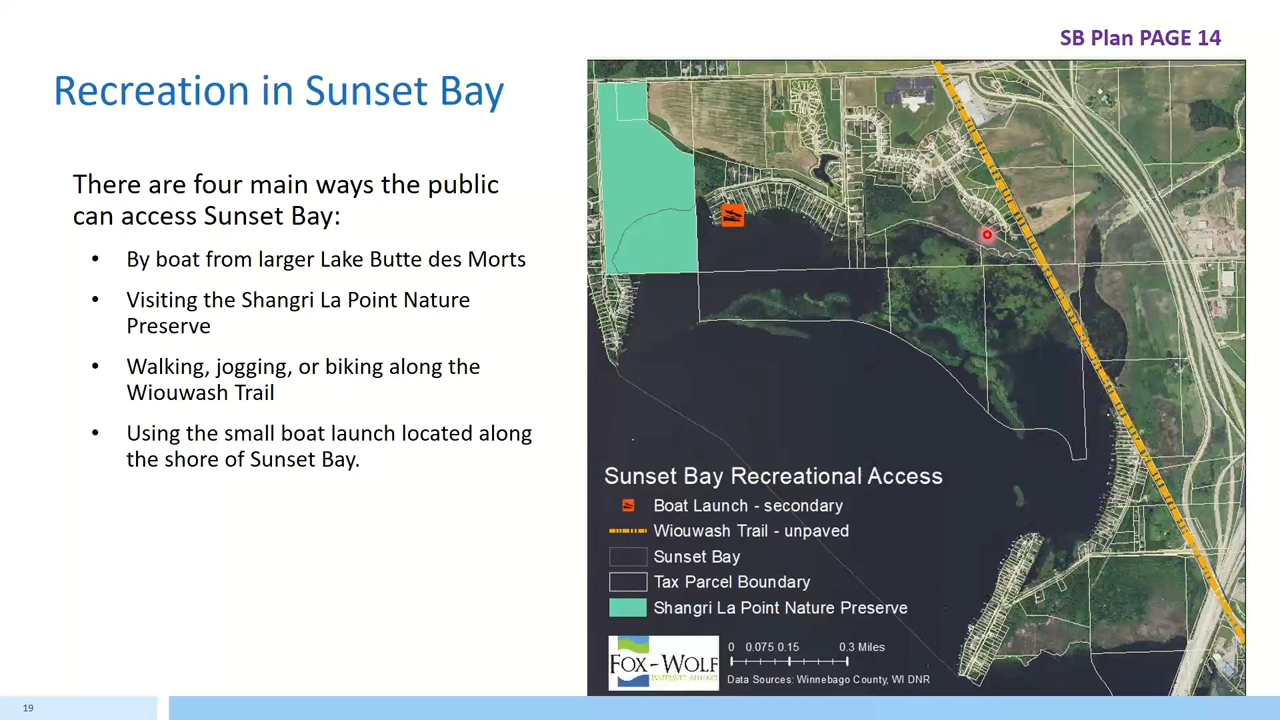 SB Plan PAGE 14
Recreation in Sunset Bay
There are four main ways the public
can access Sunset Bay:
• By boat from larger Lake Butte des Morts
• Visiting the Shangri La Point Nature
Preserve
• Walking, jogging, or biking along the
Wiouwash Trail
• Using the small boat launch located along
the shore of Sunset Bay.
Sunset Bay Recreational Access
Boat Launch - secondary
Wiouwash Trail - unpaved
Sunset Bay
Tax Parcel Boundary
Shangri La Point Nature Preserve
FOX-WOLF
WATERSHED ALLIANCE
0 0.075 0.15 0.3 Miles
Data Sources: Winnebago County, WI DNR
19